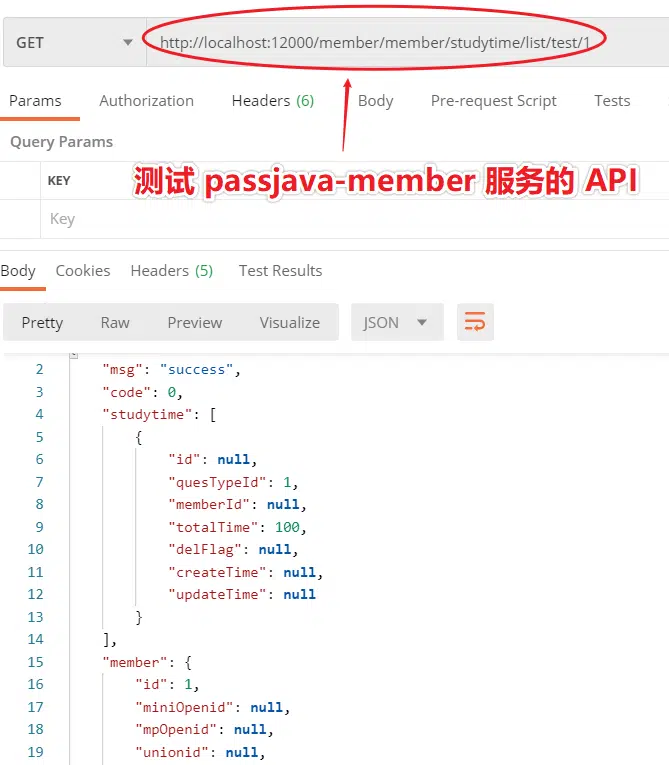 GET http://localhost:12000/member/member/studytime/list/test/1
Params Authorization Headers (6) Body Pre-request Script Tests
Query Params
测试 passjava-member 服务的 API
KEY
Key
Body Cookies Headers (5) Test Results
Pretty Raw Preview Visualize JSON
2 "msg": "success",
3 "code": 0,
4 "studytime": [
5 {
6 "id": null,
7 "quesTypeId": 1,
8 "memberId": null,
9 "totalTime": 100,
10 "delFlag": null,
11 "createTime": null,
12 "updateTime": null
13 }
14 ],
15 "member": {
16 "id": 1,
17 "miniOpenid": null,
18 "mpOpenid": null,
19 "unionid": null,